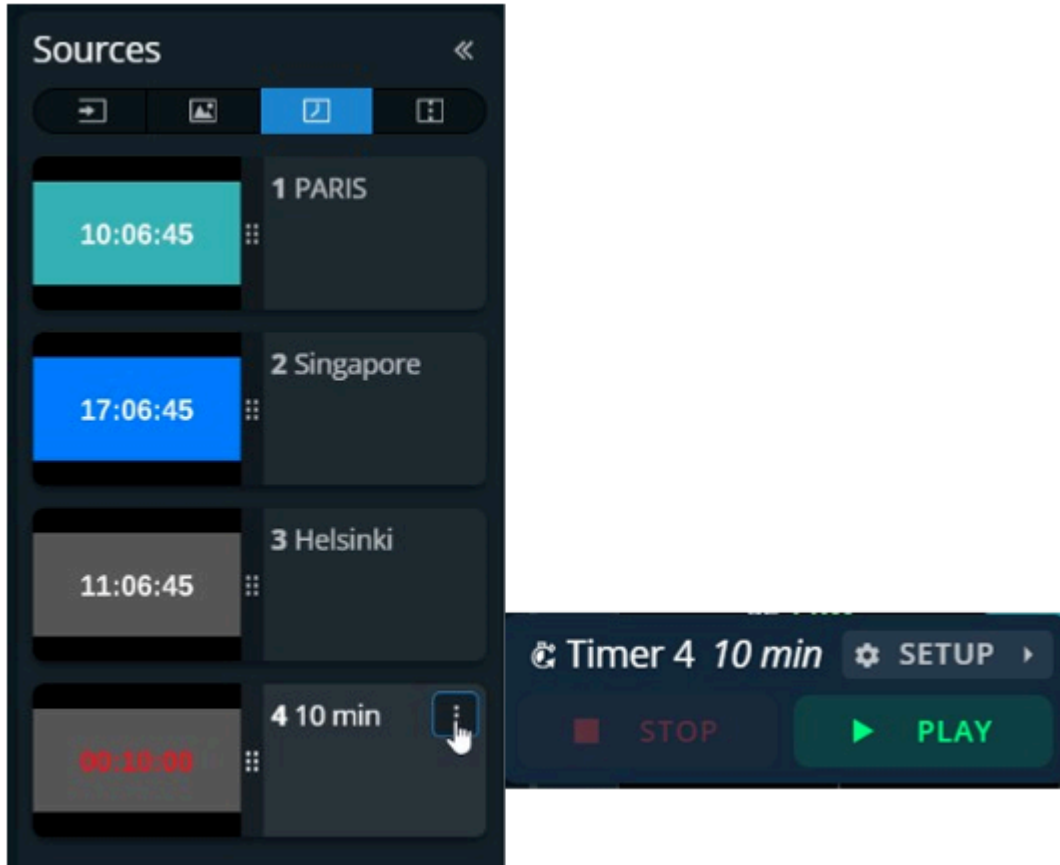 Sources
1 PARIS
10:06:45
2 Singapore
17:06:45
3 Helsinki
11:06:45
4 10 min
00:10:00
Timer 4 10 min SETUP
STOP PLAY